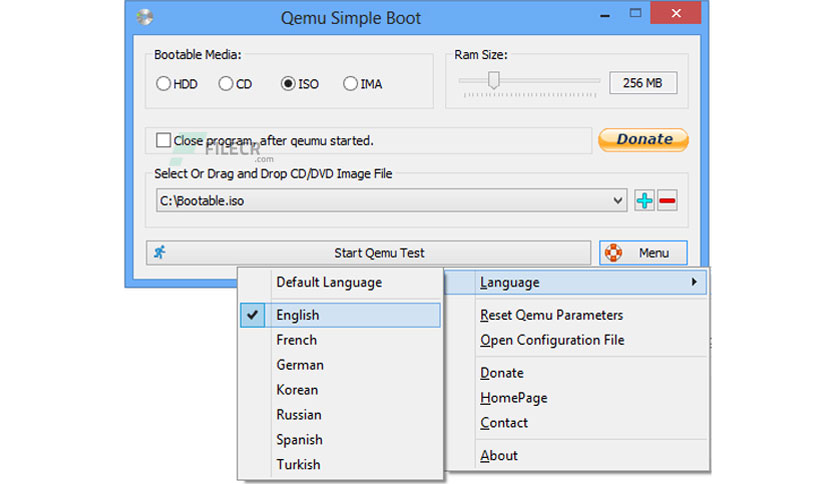 Qemu Simple Boot
Bootable Media:
HDD CD ISO IMA
Ram Size:
256 MB
Close program, after qeumu started.
Donate
FILECR
.com
Select Or Drag and Drop CD/DVD Image File
C:\Bootable.iso
Start Qemu Test
Menu
Default Language
English
French
German
Korean
Russian
Spanish
Turkish
Language
Reset Qemu Parameters
Open Configuration File
Donate
HomePage
Contact
About